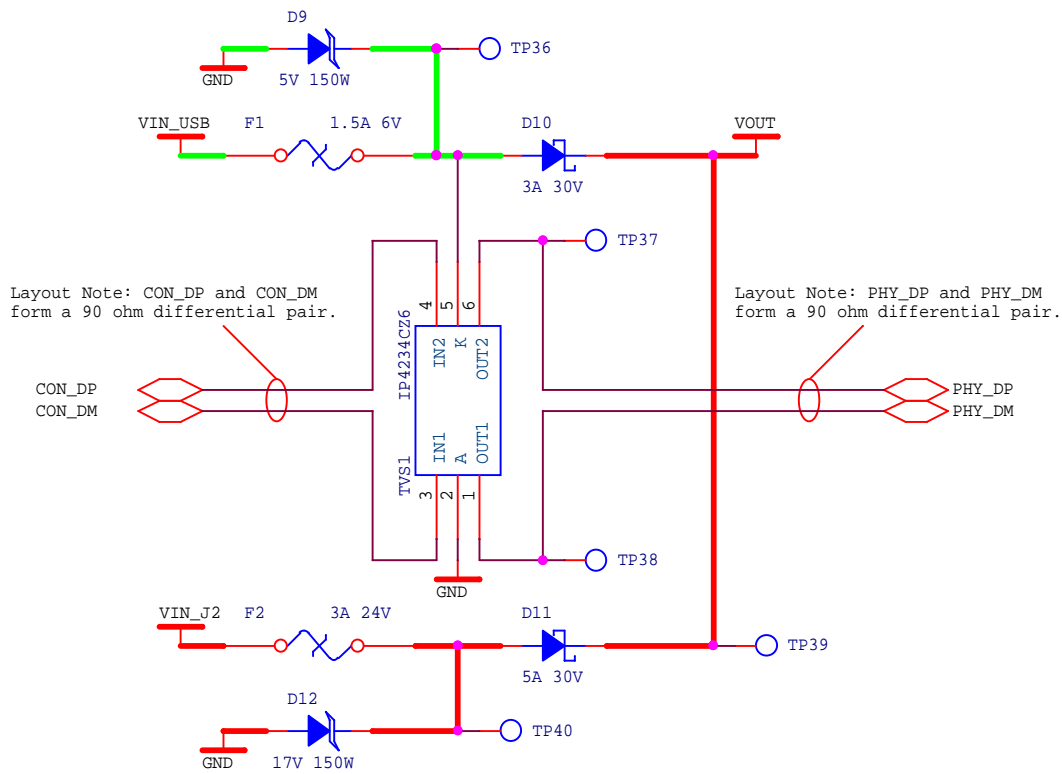 D9
TP36
GND
5V 150W
VIN_USB
F1
1.5A 6V
D10
VOUT
3A 30V
TP37
Layout Note: CON_DP and CON_DM
form a 90 ohm differential pair.
Layout Note: PHY_DP and PHY_DM
form a 90 ohm differential pair.
4
5
6
IN2
K
OUT2
IP4234CZ6
CON_DP
CON_DM
PHY_DP
PHY_DM
IN1
A
OUT1
TVS1
3
2
1
TP38
GND
VIN_J2
F2
3A 24V
D11
TP39
5A 30V
D12
TP40
GND
17V 150W